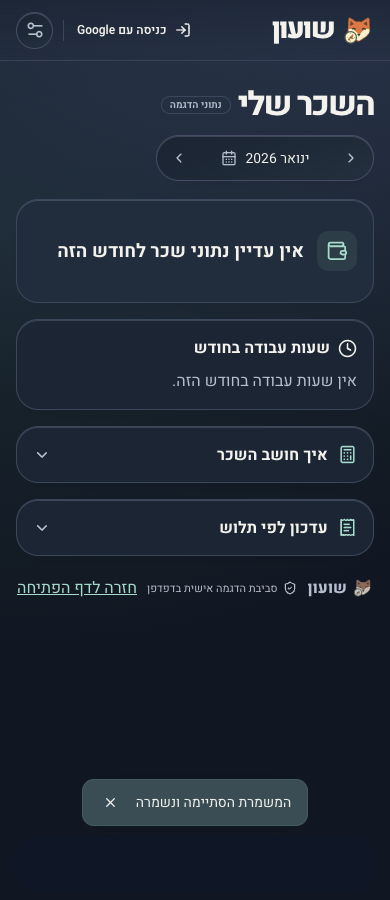 שועון
כניסה עם Google
השכר שלי
נתוני הדגמה
ינואר 2026
אין עדיין נתוני שכר לחודש הזה
שעות עבודה בחודש
אין שעות עבודה בחודש הזה.
איך חושב השכר
עדכון לפי תלוש
שועון
סביבת הדגמה אישית בדפדפן
חזרה לדף הפתיחה
המשמרת הסתיימה ונשמרה